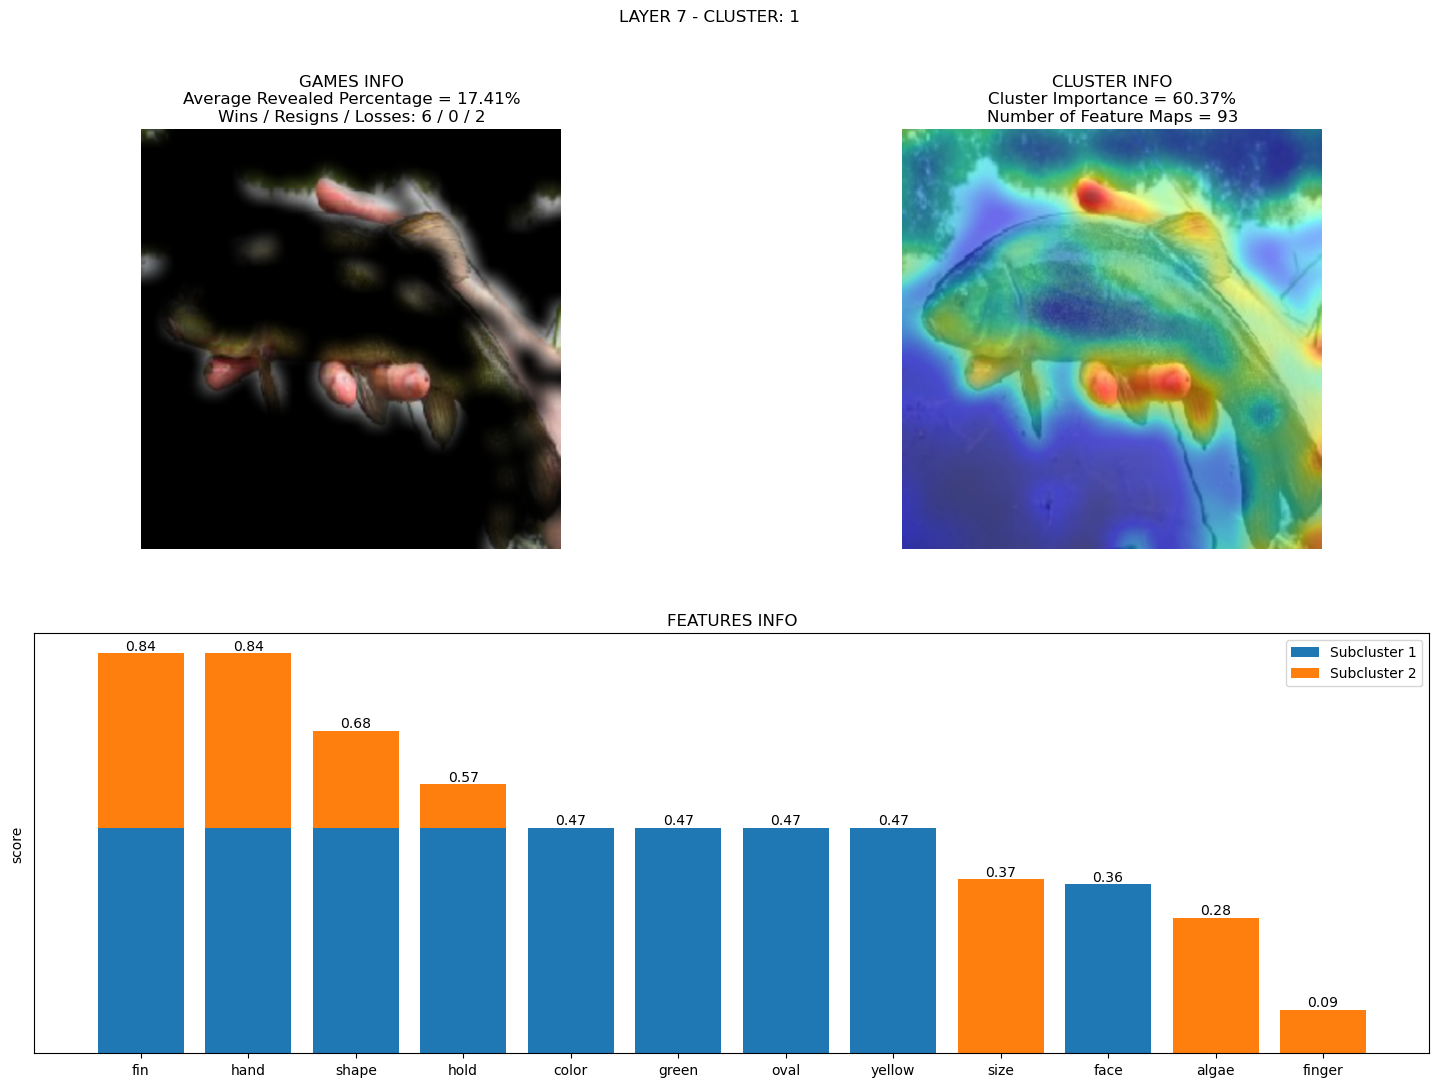 LAYER 7 - CLUSTER: 1
GAMES INFO
Average Revealed Percentage = 17.41%
Wins / Resigns / Losses: 6 / 0 / 2
CLUSTER INFO
Cluster Importance = 60.37%
Number of Feature Maps = 93
FEATURES INFO
score
0.84
0.84
0.68
0.57
0.47
0.47
0.47
0.47
0.37
0.36
0.28
0.09
Subcluster 1
Subcluster 2
fin
hand
shape
hold
color
green
oval
yellow
size
face
algae
finger